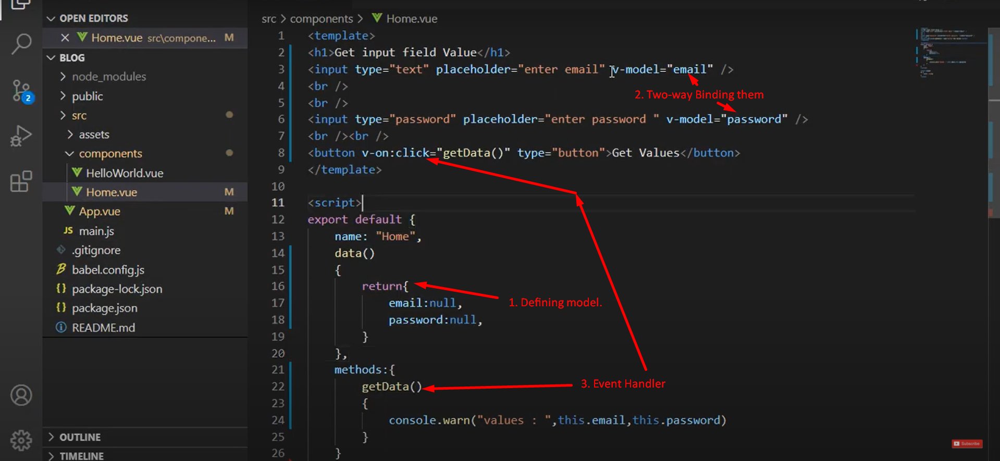 OPEN EDITORS
Home.vue src\compone... M
BLOG
node_modules
public
src
assets
components
HelloWorld.vue
Home.vue M
App.vue M
JS main.js
.gitignore
babel.config.js
{} package-lock.json
{} package.json
README.md
OUTLINE
TIMELINE
2
src > components > Home.vue
1 <template>
2 <h1>Get input field Value</h1>
3 <input type="text" placeholder="enter email" v-model="email" />
4 <br />
2. Two-way Binding them
5 <br />
6 <input type="password" placeholder="enter password " v-model="password" />
7 <br /><br />
8 <button v-on:click="getData()" type="button">Get Values</button>
9 </template>
10
11 <script>
12 export default {
13 name: "Home",
14 data()
15 {
16 return{
17 email:null,
1. Defining model.
18 password:null,
19 }
20 },
21 methods:{
22 getData()
3. Event Handler
23 {
24 console.warn("values : ",this.email,this.password)
25 }
26 }
Subscribe